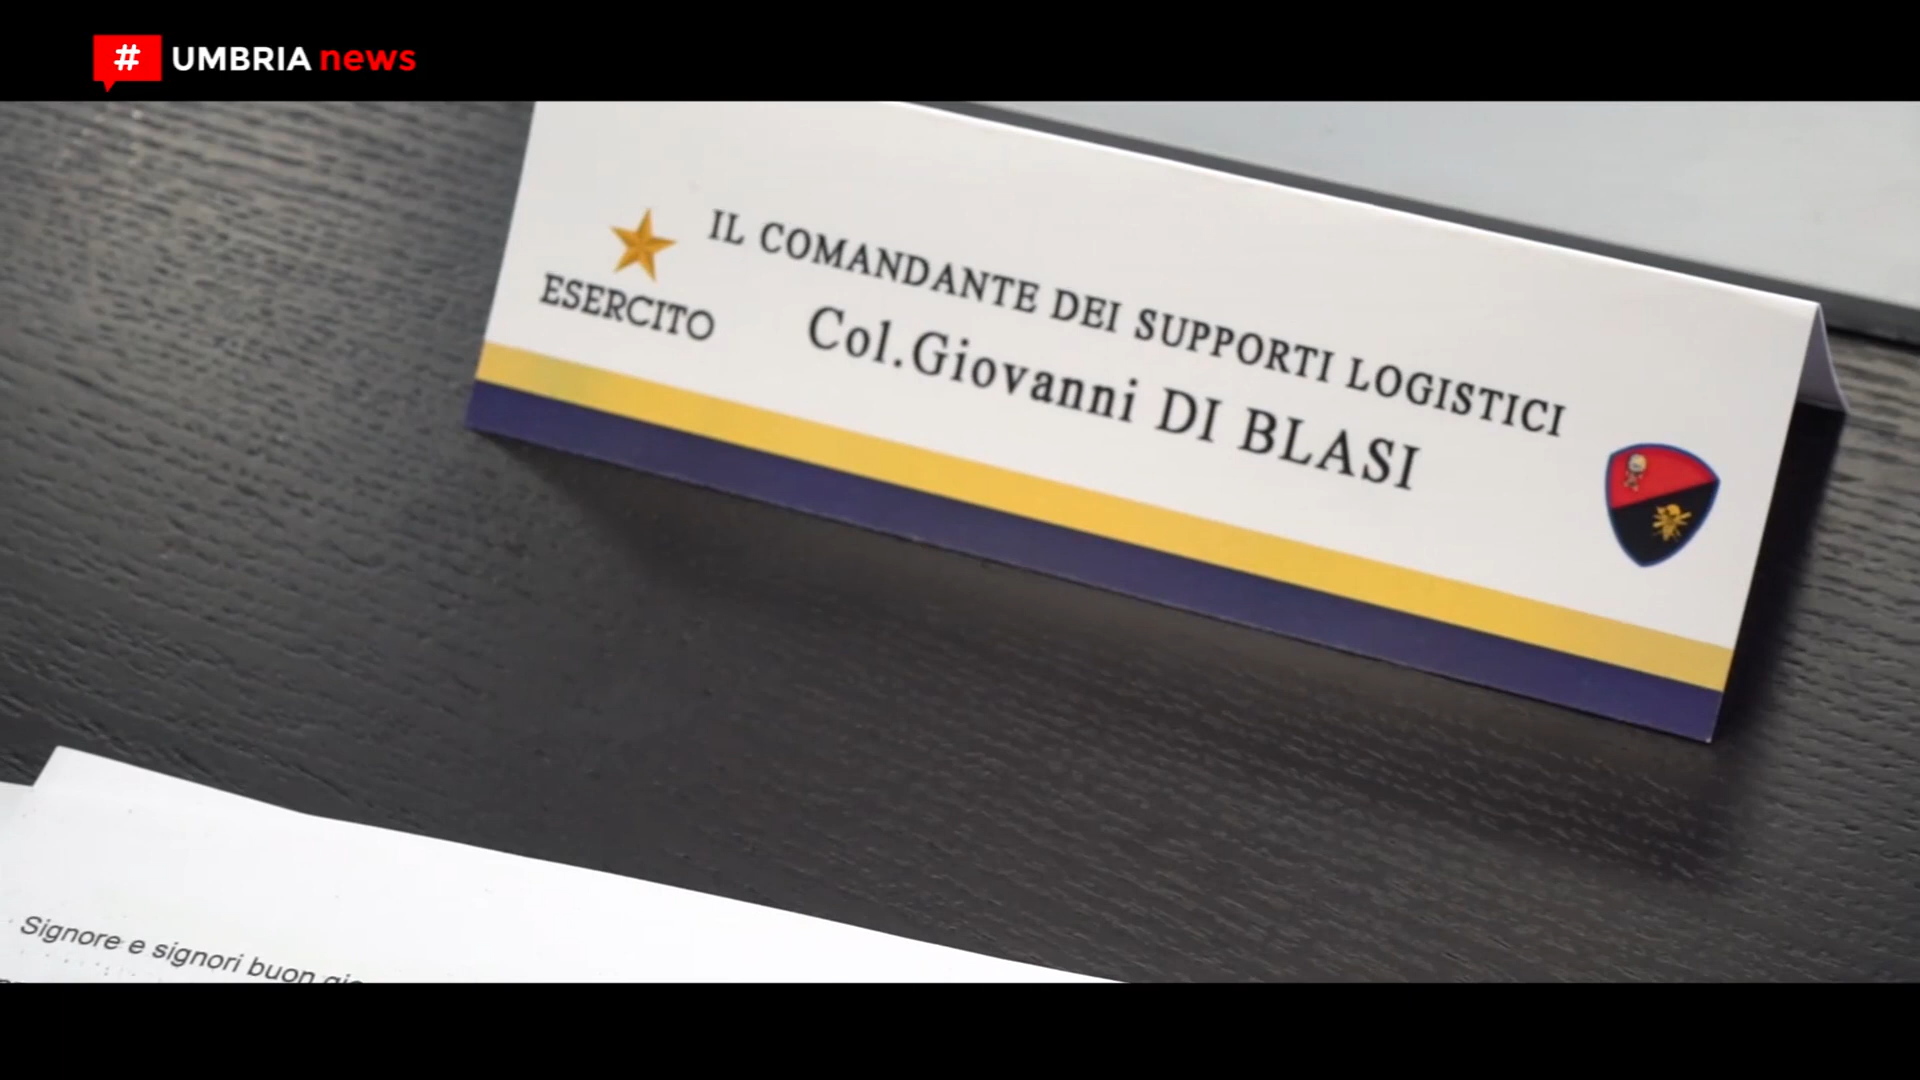 # UMBRIA news
IL COMANDANTE DEI SUPPORTI LOGISTICI
ESERCITO
Col.Giovanni DI BLASI
Signore e signori buon